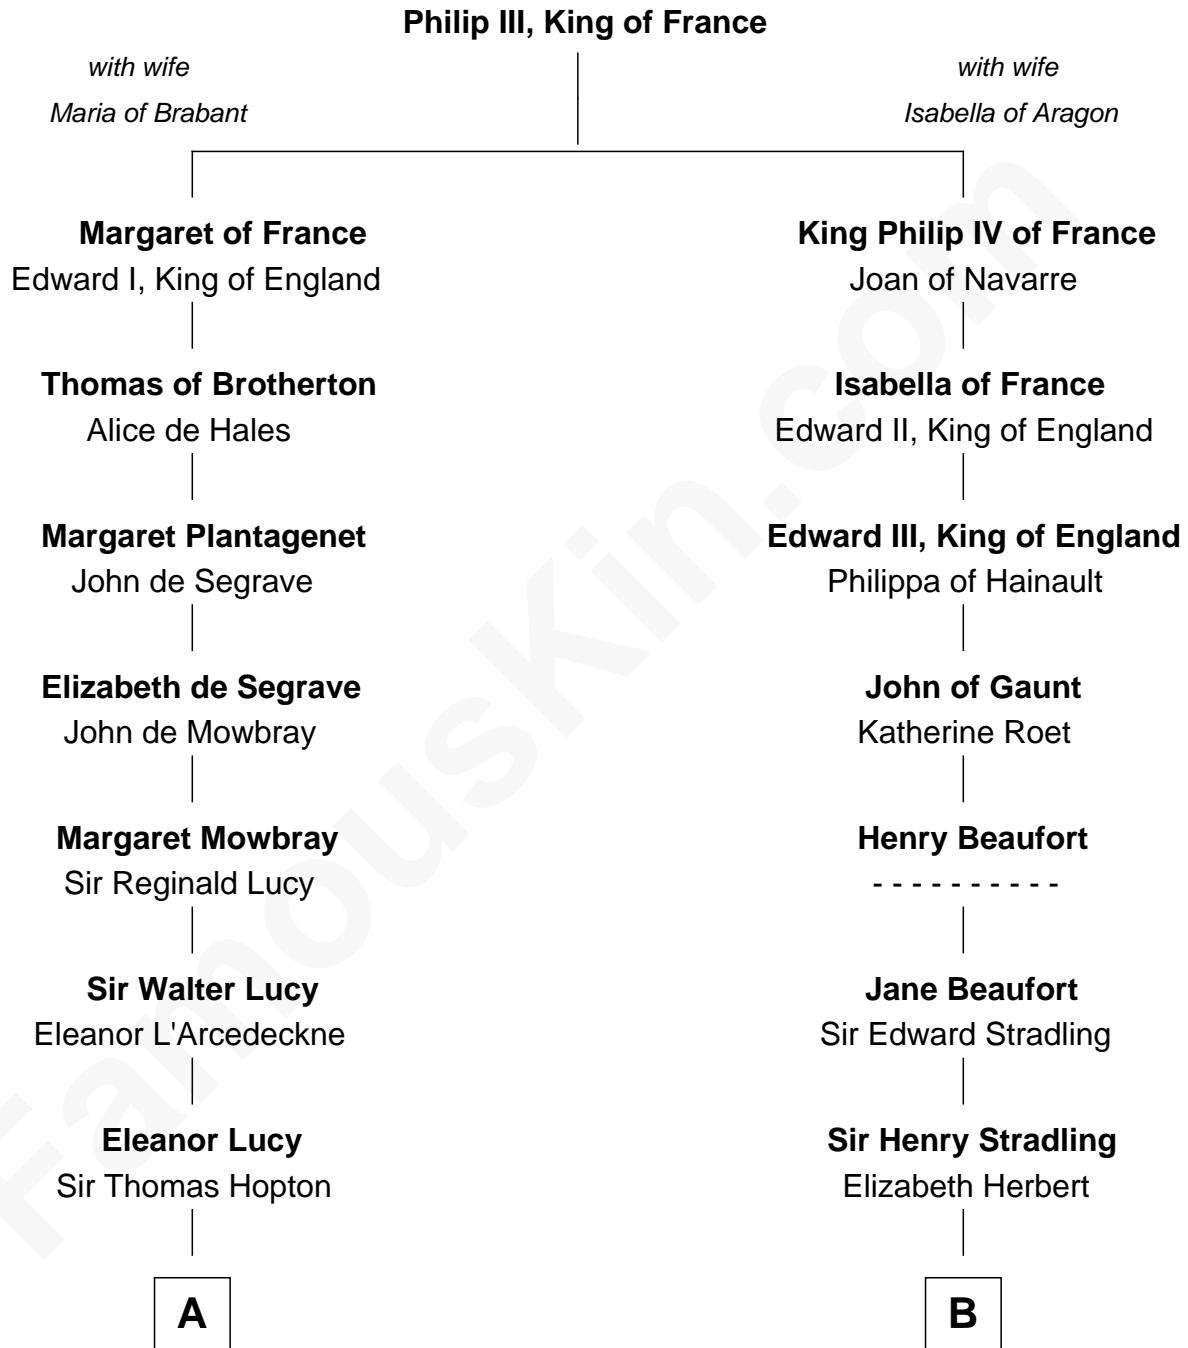 Philip III, King of France
with wife
Maria of Brabant
with wife
Isabella of Aragon
Margaret of France
Edward I, King of England
King Philip IV of France
Joan of Navarre
Thomas of Brotherton
Alice de Hales
Isabella of France
Edward II, King of England
Margaret Plantagenet
John de Segrave
Edward III, King of England
Philippa of Hainault
Elizabeth de Segrave
John de Mowbray
John of Gaunt
Katherine Roet
Margaret Mowbray
Sir Reginald Lucy
Henry Beaufort
- - - - - - - - - -
Sir Walter Lucy
Eleanor L'Arcedeckne
Jane Beaufort
Sir Edward Stradling
Eleanor Lucy
Sir Thomas Hopton
Sir Henry Stradling
Elizabeth Herbert
A
B
FamousKin.com